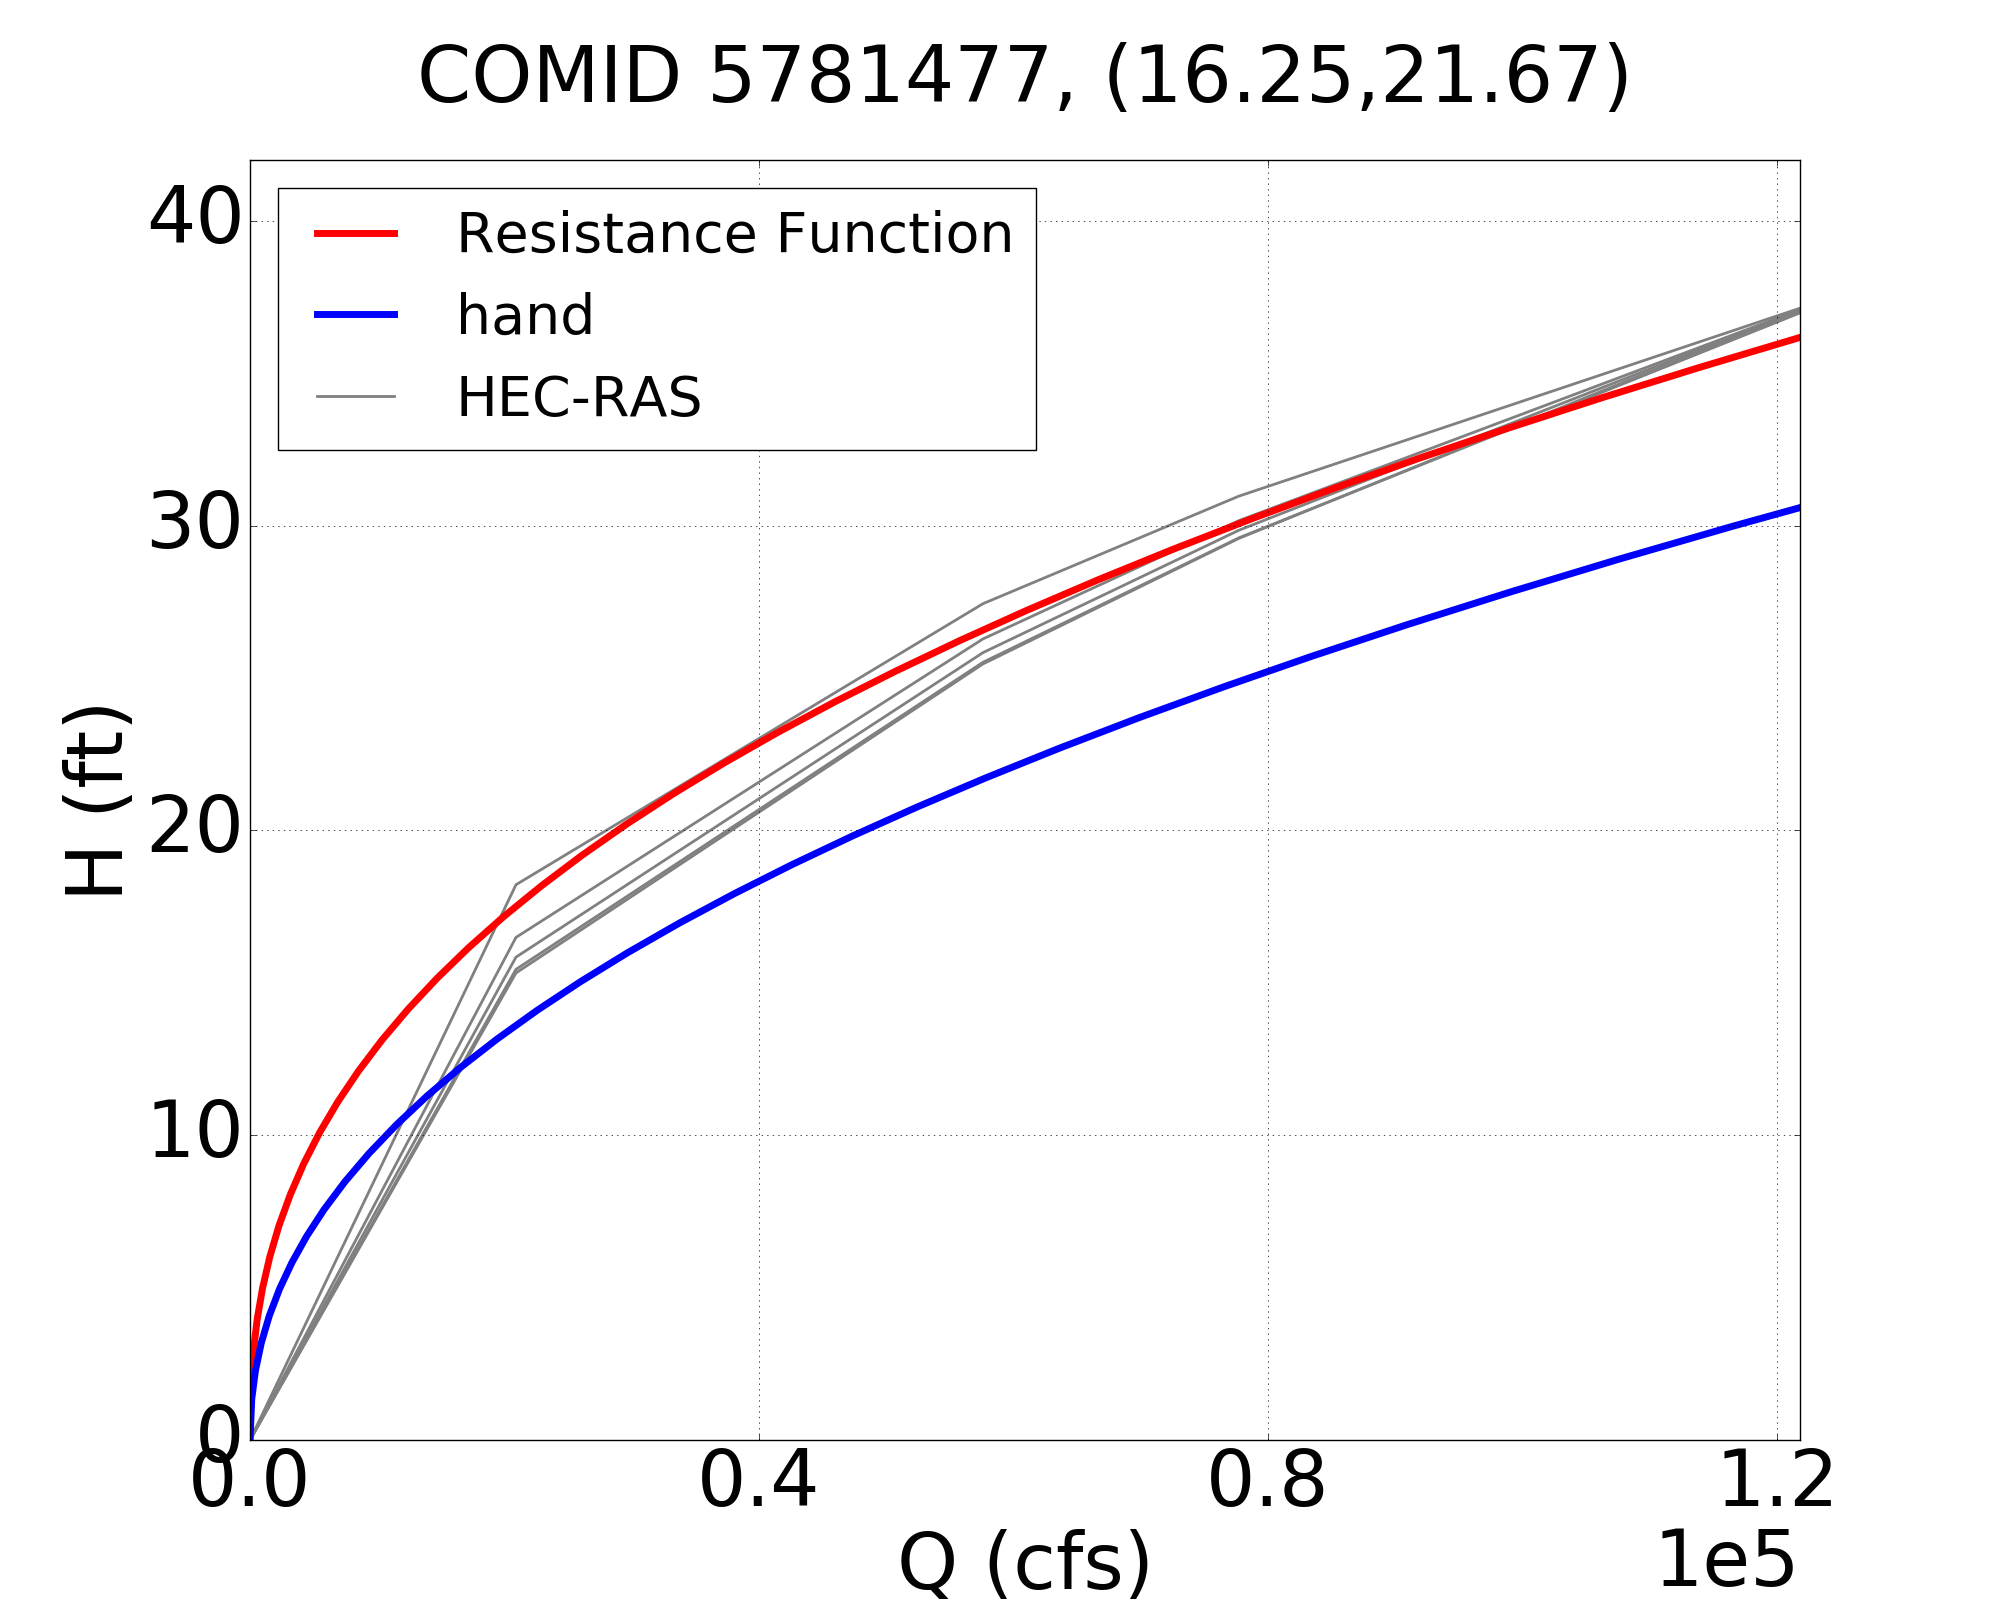 COMID 5781477, (16.25,21.67)
Resistance Function
hand
HEC-RAS
40
30
20
10
0
H (ft)
0.0 0.4 0.8 1.2
1e5
Q (cfs)